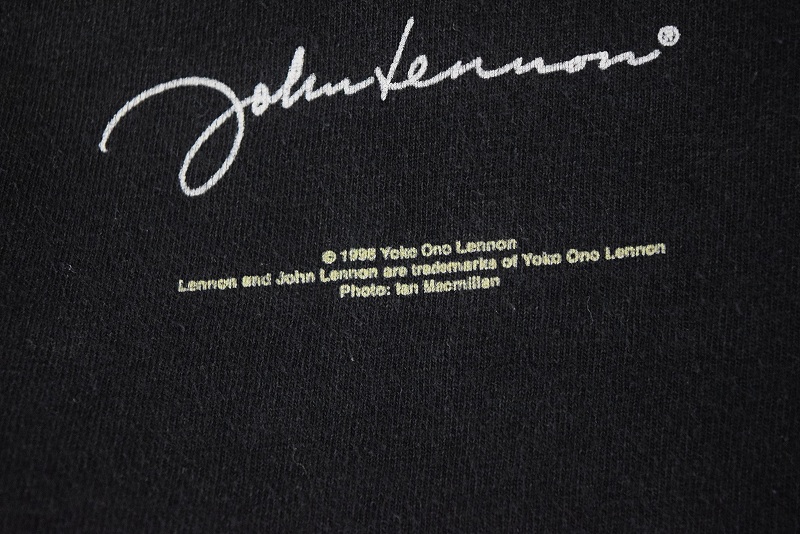 John Lennon®
© 1998 Yoko Ono Lennon
Lennon and John Lennon are trademarks of Yoko Ono Lennon
Photo: Ian Macmillan